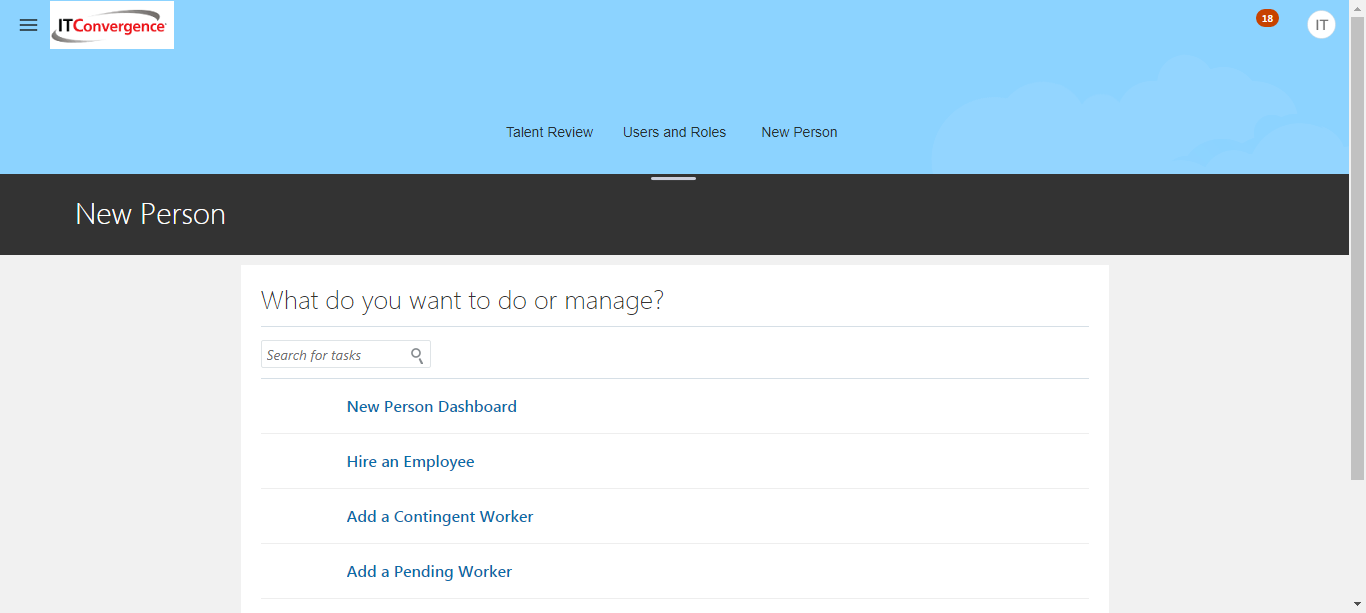 ITConvergence
18
IT
Talent Review Users and Roles New Person
New Person
What do you want to do or manage?
Search for tasks
New Person Dashboard
Hire an Employee
Add a Contingent Worker
Add a Pending Worker